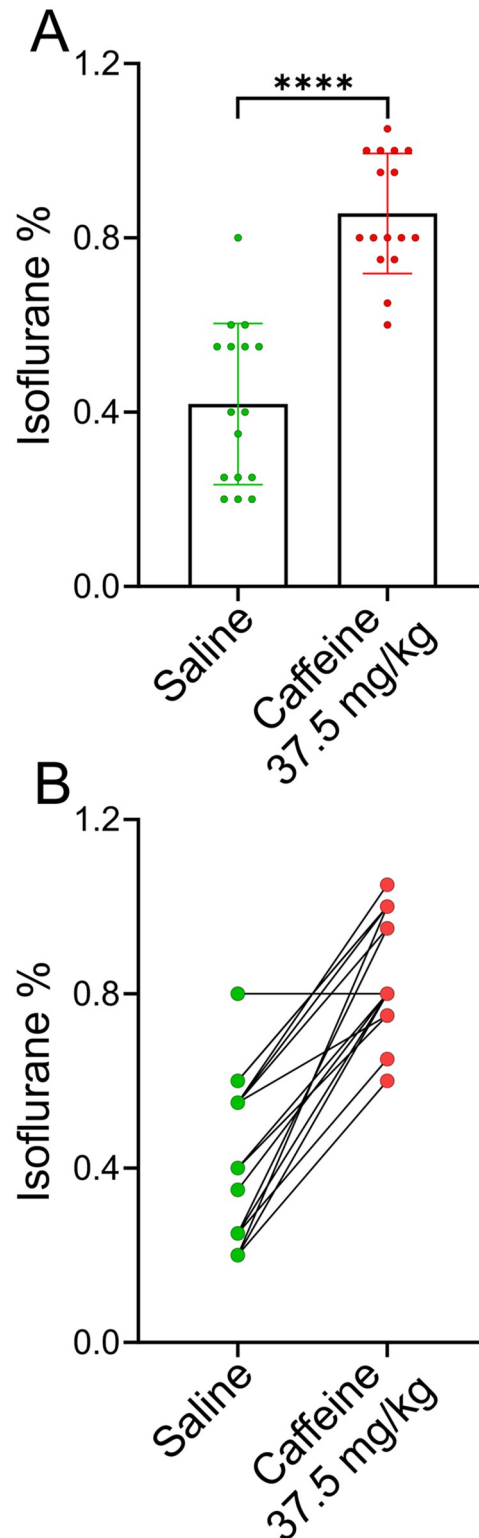 A
1.2
****
0.8
Isoflurane %
0.4
0.0
Saline
Caffeine
37.5 mg/kg
B
1.2
0.8
Isoflurane %
0.4
0.0
Saline
Caffeine
37.5 mg/kg